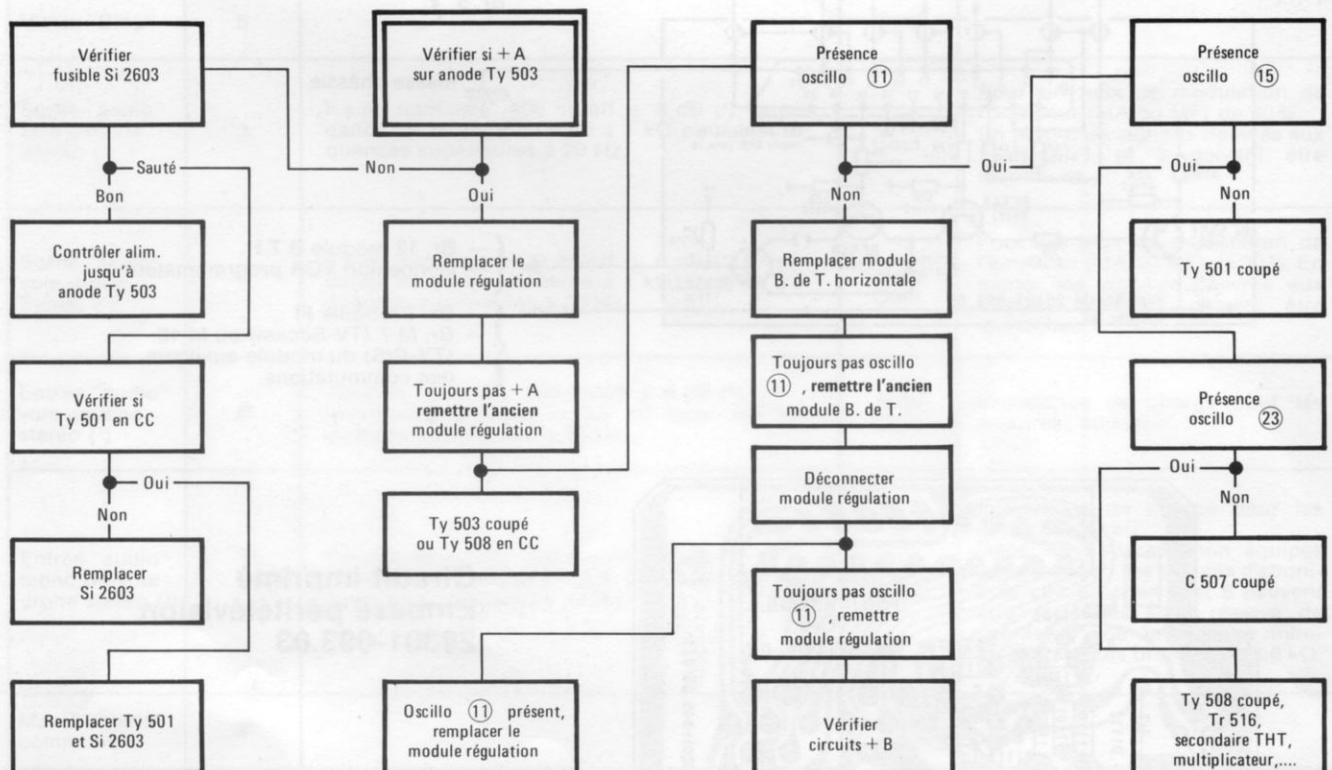 Vérifier
fusible Si 2603
Sauté
Bon
Contrôler alim.
jusqu'à
anode Ty 503
Vérifier si
Ty 501 en CC
Oui
Non
Remplacer
Si 2603
Remplacer Ty 501
et Si 2603
Vérifier si + A
sur anode Ty 503
Non
Oui
Remplacer le
module régulation
Toujours pas + A
remettre l'ancien
module régulation
Ty 503 coupé
ou Ty 508 en CC
Oscillo 11 présent,
remplacer le
module régulation
Présence
oscillo 11
Oui
Non
Remplacer module
B. de T. horizontale
Toujours pas oscillo
11 , remettre l'ancien
module B. de T.
Déconnecter
module régulation
Toujours pas oscillo
11 , remettre
module régulation
Vérifier
circuits + B
Présence
oscillo 15
Oui
Non
Ty 501 coupé
Présence
oscillo 23
Oui
Non
C 507 coupé
Ty 508 coupé,
Tr 516,
secondaire THT,
multiplicateur,....